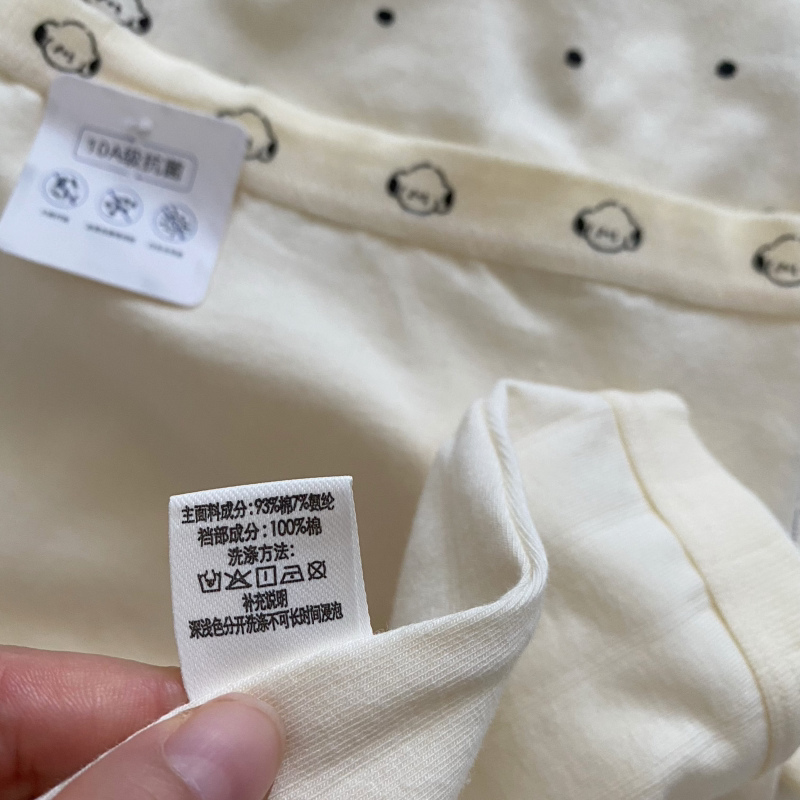 10A级抗菌
主面料成分:93%棉7%氨纶
裆部成分:100%棉
洗涤方法:
补充说明
深浅色分开洗涤不可长时间浸泡